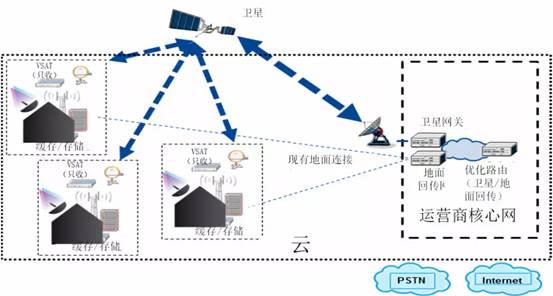 卫星
VSAT
(只收)
缓存/存储
VSAT
(只收)
缓存/存储
VSAT
(只收)
缓存/存储
现有地面连接
卫星网关
地面
回传
优化路由
(卫星/地
面回传)
运营商核心网
云
PSTN
Internet